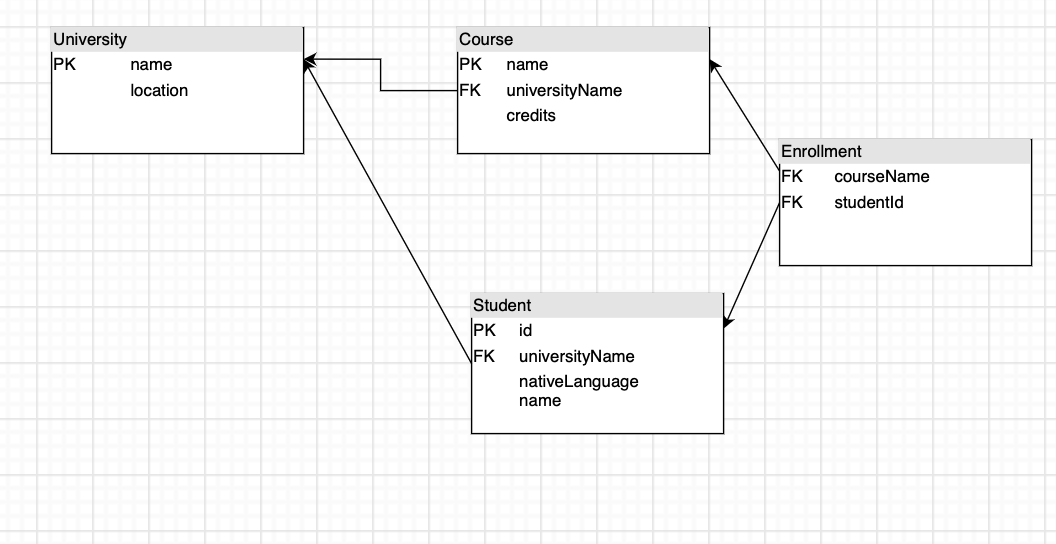 University
PK name
location
Course
PK name
FK universityName
credits
Enrollment
FK courseName
FK studentId
Student
PK id
FK universityName
nativeLanguage
name